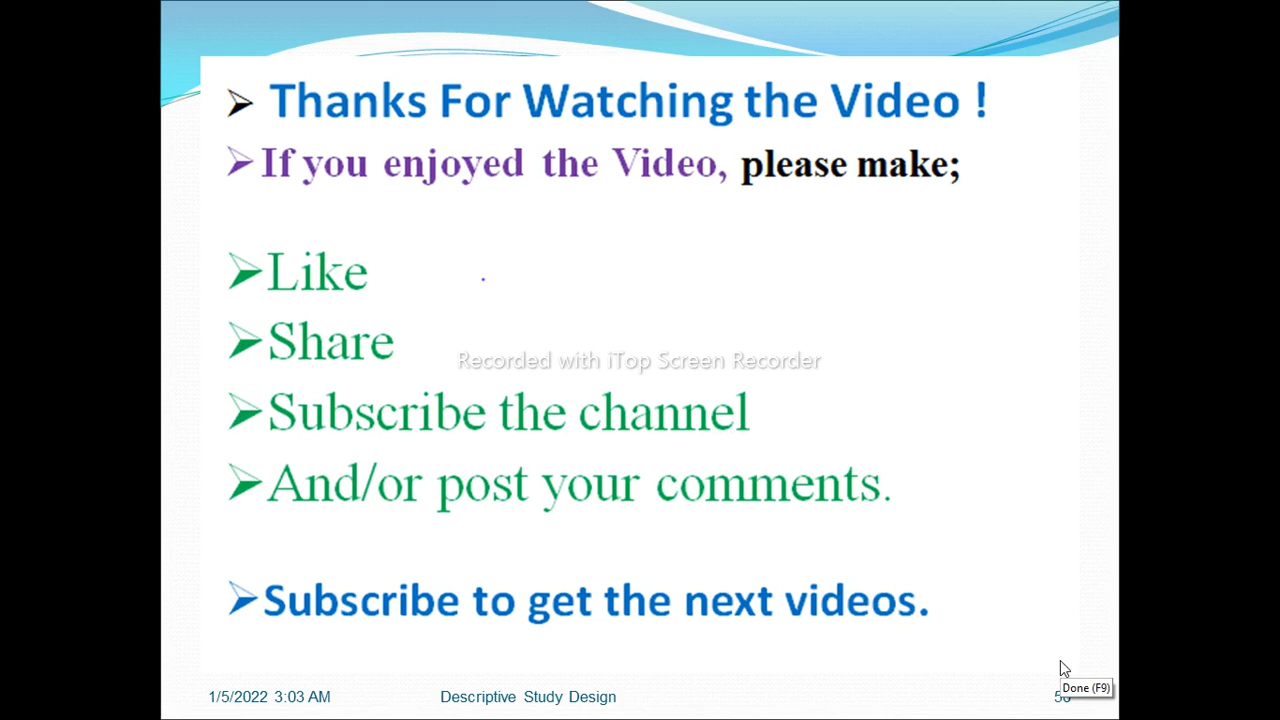 Thanks For Watching the Video !
If you enjoyed the Video, please make;
Like
Share
Recorded with iTop Screen Recorder
Subscribe the channel
And/or post your comments.
Subscribe to get the next videos.
1/5/2022 3:03 AM
Descriptive Study Design
Done (F9)